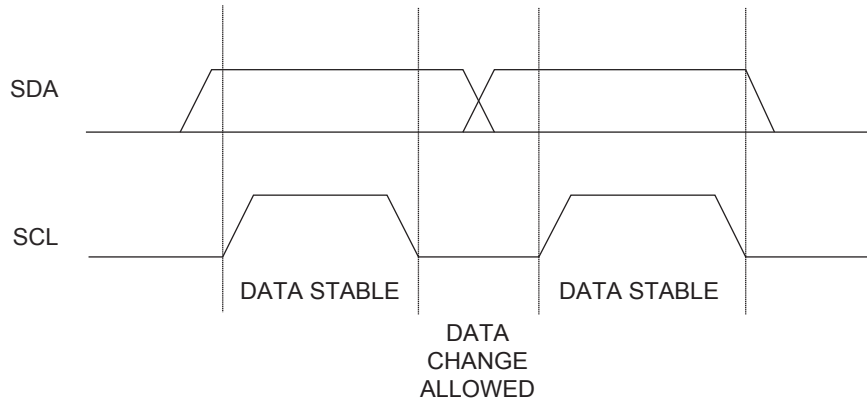 SDA
SCL
DATA STABLE
DATA STABLE
DATA
CHANGE
ALLOWED